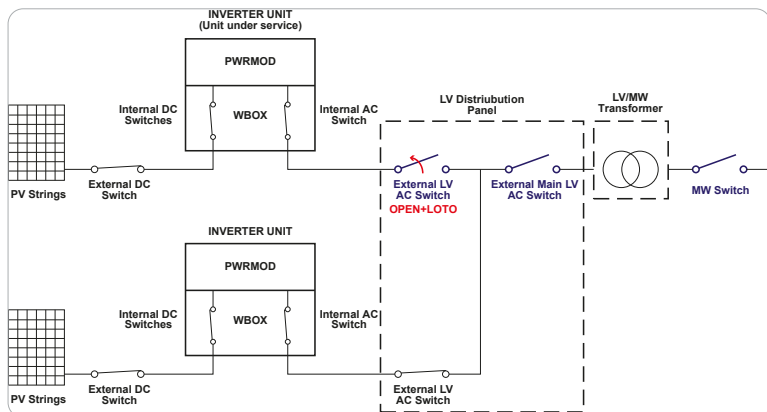 INVERTER UNIT
(Unit under service)
PWRMOD
Internal DC
Switches
WBOX
Internal AC
Switch
LV Distriubution
Panel
LV/MW
Transformer
PV Strings
External DC
Switch
External LV
AC Switch
OPEN+LOTO
External Main LV
AC Switch
MW Switch
INVERTER UNIT
PWRMOD
Internal DC
Switches
WBOX
Internal AC
Switch
PV Strings
External DC
Switch
External LV
AC Switch